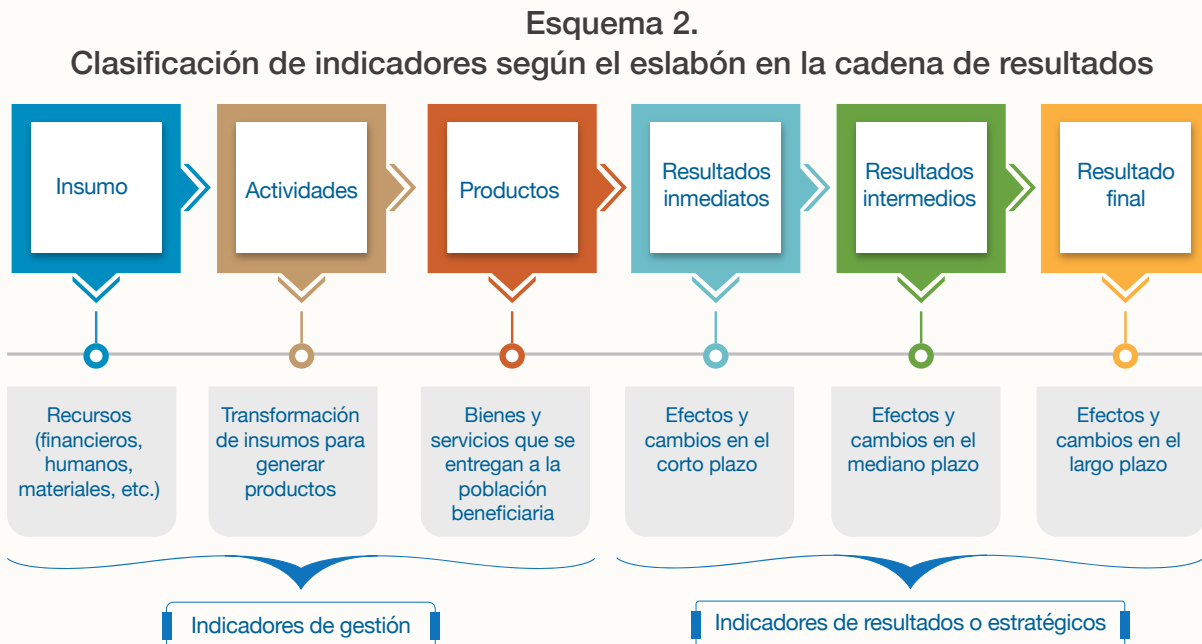 Esquema 2.
Clasificación de indicadores según el eslabón en la cadena de resultados
Insumo
Actividades
Productos
Resultados
inmediatos
Resultados
intermedios
Resultado
final
Recursos
(financieros,
humanos,
materiales, etc.)
Transformación
de insumos para
generar
productos
Bienes y
servicios que se
entregan a la
población
beneficiaria
Efectos y
cambios en el
corto plazo
Efectos y
cambios en el
mediano plazo
Efectos y
cambios en el
largo plazo
Indicadores de gestión
Indicadores de resultados o estratégicos